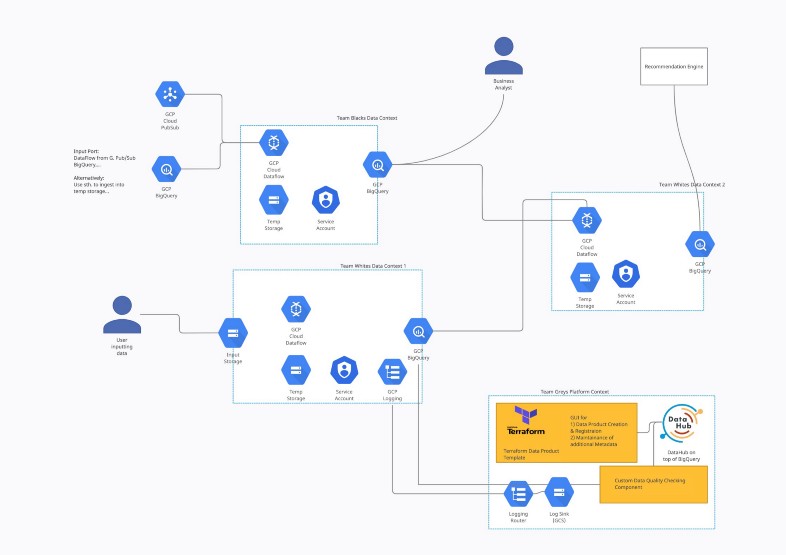 Business
Analyst
Recommendation Engine
GCP
Cloud
PubSub
Team Blacks Data Context
Input Port:
DataFlow from G. Pub/Sub
BigQuery,...
Alternatively:
Use sth. to ingest into
temp storage...
GCP
BigQuery
GCP
Cloud
Dataflow
GCP
BigQuery
Temp
Storage
Service
Account
Team Whites Data Context 2
GCP
Cloud
Dataflow
GCP
BigQuery
Temp
Storage
Service
Account
Team Whites Data Context 1
User
inputting
data
Input
Storage
GCP
Cloud
Dataflow
GCP
BigQuery
Temp
Storage
Service
Account
GCP
Logging
Team Greys Platform Context
Terraform
GUI for
1) Data Product Creation
& Registraion
2) Maintainance of
additional Metadata
Terraform Data Product
Template
Data
Hub
DataHub on
top of BigQuery
Custom Data Quality Checking
Component
Logging
Router
Log Sink
(GCS)